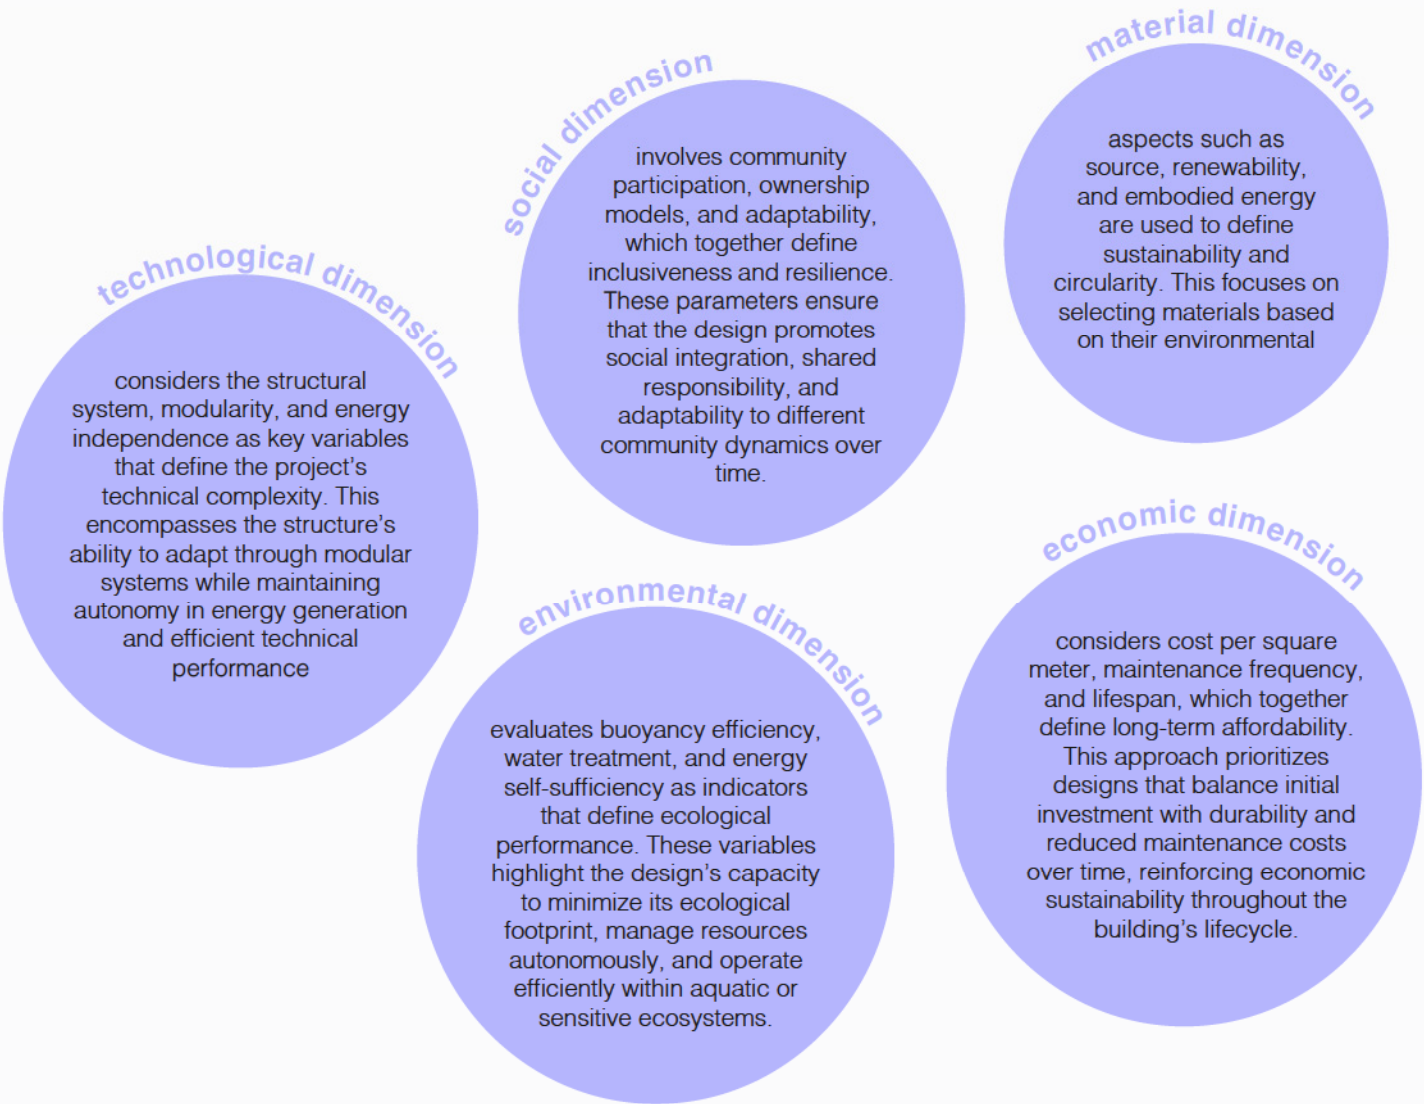 technological dimension
considers the structural
system, modularity, and energy
independence as key variables
that define the project's
technical complexity. This
encompasses the structure's
ability to adapt through modular
systems while maintaining
autonomy in energy generation
and efficient technical
performance
social dimension
involves community
participation, ownership
models, and adaptability,
which together define
inclusiveness and resilience.
These parameters ensure
that the design promotes
social integration, shared
responsibility, and
adaptability to different
community dynamics over
time.
material dimension
aspects such as
source, renewability,
and embodied energy
are used to define
sustainability and
circularity. This focuses on
selecting materials based
on their environmental
environmental dimension
evaluates buoyancy efficiency,
water treatment, and energy
self-sufficiency as indicators
that define ecological
performance. These variables
highlight the design's capacity
to minimize its ecological
footprint, manage resources
autonomously, and operate
efficiently within aquatic or
sensitive ecosystems.
economic dimension
considers cost per square
meter, maintenance frequency,
and lifespan, which together
define long-term affordability.
This approach prioritizes
designs that balance initial
investment with durability and
reduced maintenance costs
over time, reinforcing economic
sustainability throughout the
building's lifecycle.